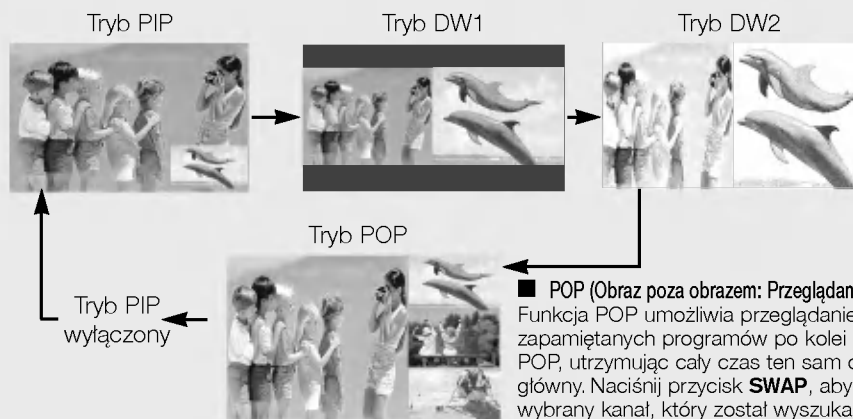 Tryb PIP
Tryb DW1
Tryb DW2
Tryb POP
Tryb PIP
wyłączony
■ POP (Obraz poza obrazem: Przeglądan
Funkcja POP umożliwia przeglądanie
zapamiętanych programów po kolei
POP, utrzymując cały czas ten sam o
główny. Naciśnij przycisk SWAP, aby
wybrany kanał, który został wyszuka